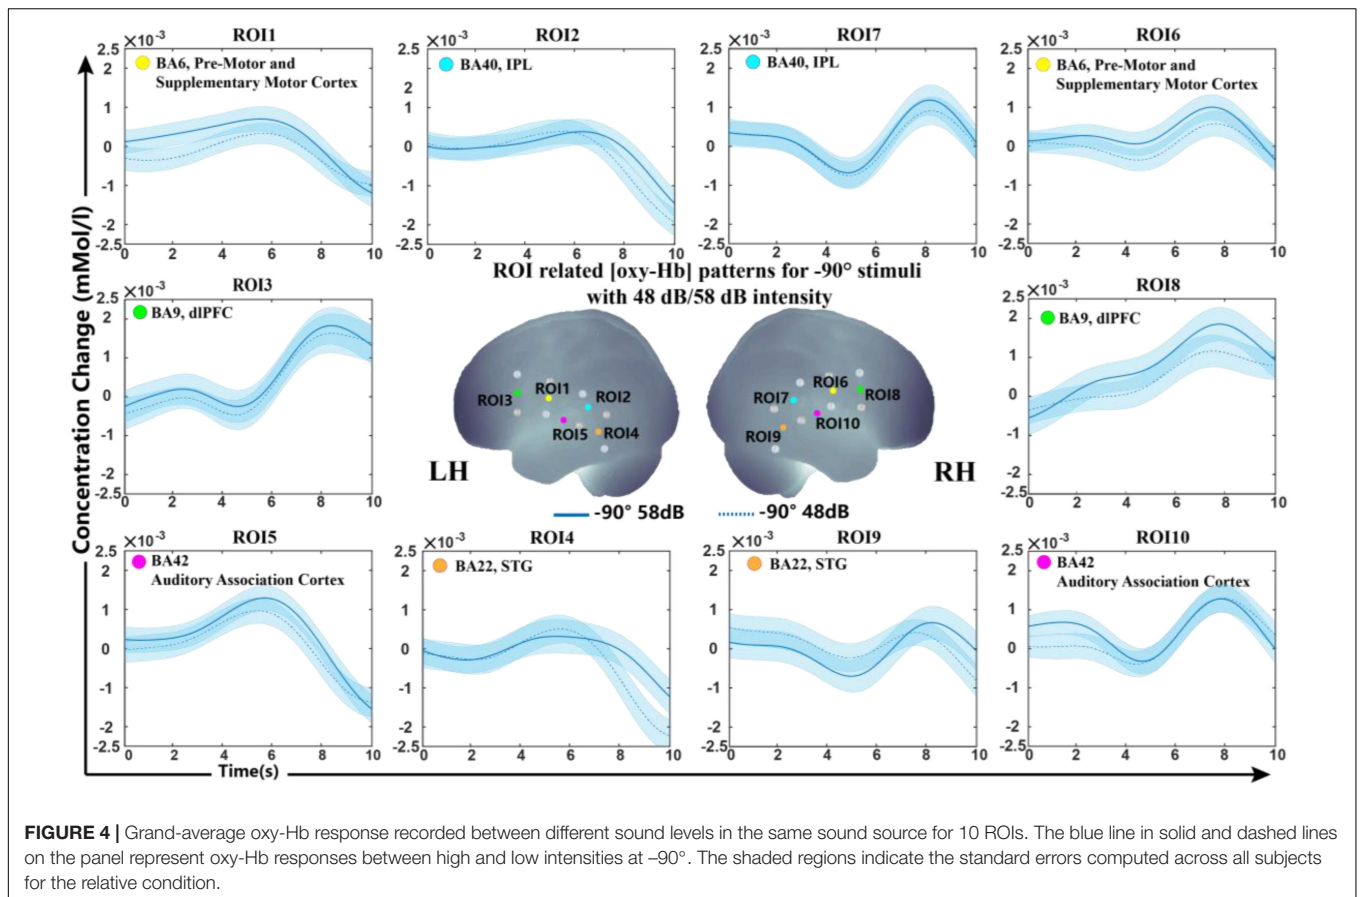 ROI1
ROI2
ROI7
ROI6
×10⁻³
×10⁻³
×10⁻³
×10⁻³
BA6, Pre-Motor and
Supplementary Motor Cortex
BA40, IPL
BA40, IPL
BA6, Pre-Motor and
Supplementary Motor Cortex
2.5
2
1
0
-1
-2
-2.5
0 2 4 6 8 10
2.5
2
1
0
-1
-2
-2.5
0 2 4 6 8 10
2.5
2
1
0
-1
-2
-2.5
0 2 4 6 8 10
2.5
2
1
0
-1
-2
-2.5
0 2 4 6 8 10
Concentration Change (mMol/l)
ROI related [oxy-Hb] patterns for -90° stimuli
with 48 dB/58 dB intensity
ROI3
×10⁻³
BA9, dlPFC
2.5
2
1
0
-1
-2
-2.5
0 2 4 6 8 10
ROI3
ROI1
ROI2
ROI5
ROI4
LH
ROI6
ROI7
ROI8
ROI9
ROI10
RH
-90° 58dB
-90° 48dB
ROI8
×10⁻³
BA9, dlPFC
2.5
2
1
0
-1
-2
-2.5
0 2 4 6 8 10
ROI5
ROI4
ROI9
ROI10
×10⁻³
×10⁻³
×10⁻³
×10⁻³
BA42
Auditory Association Cortex
BA22, STG
BA22, STG
BA42
Auditory Association Cortex
2.5
2
1
0
-1
-2
-2.5
0 2 4 6 8 10
2.5
2
1
0
-1
-2
-2.5
0 2 4 6 8 10
2.5
2
1
0
-1
-2
-2.5
0 2 4 6 8 10
2.5
2
1
0
-1
-2
-2.5
0 2 4 6 8 10
Time(s)
FIGURE 4 | Grand-average oxy-Hb response recorded between different sound levels in the same sound source for 10 ROIs. The blue line in solid and dashed lines
on the panel represent oxy-Hb responses between high and low intensities at –90°. The shaded regions indicate the standard errors computed across all subjects
for the relative condition.